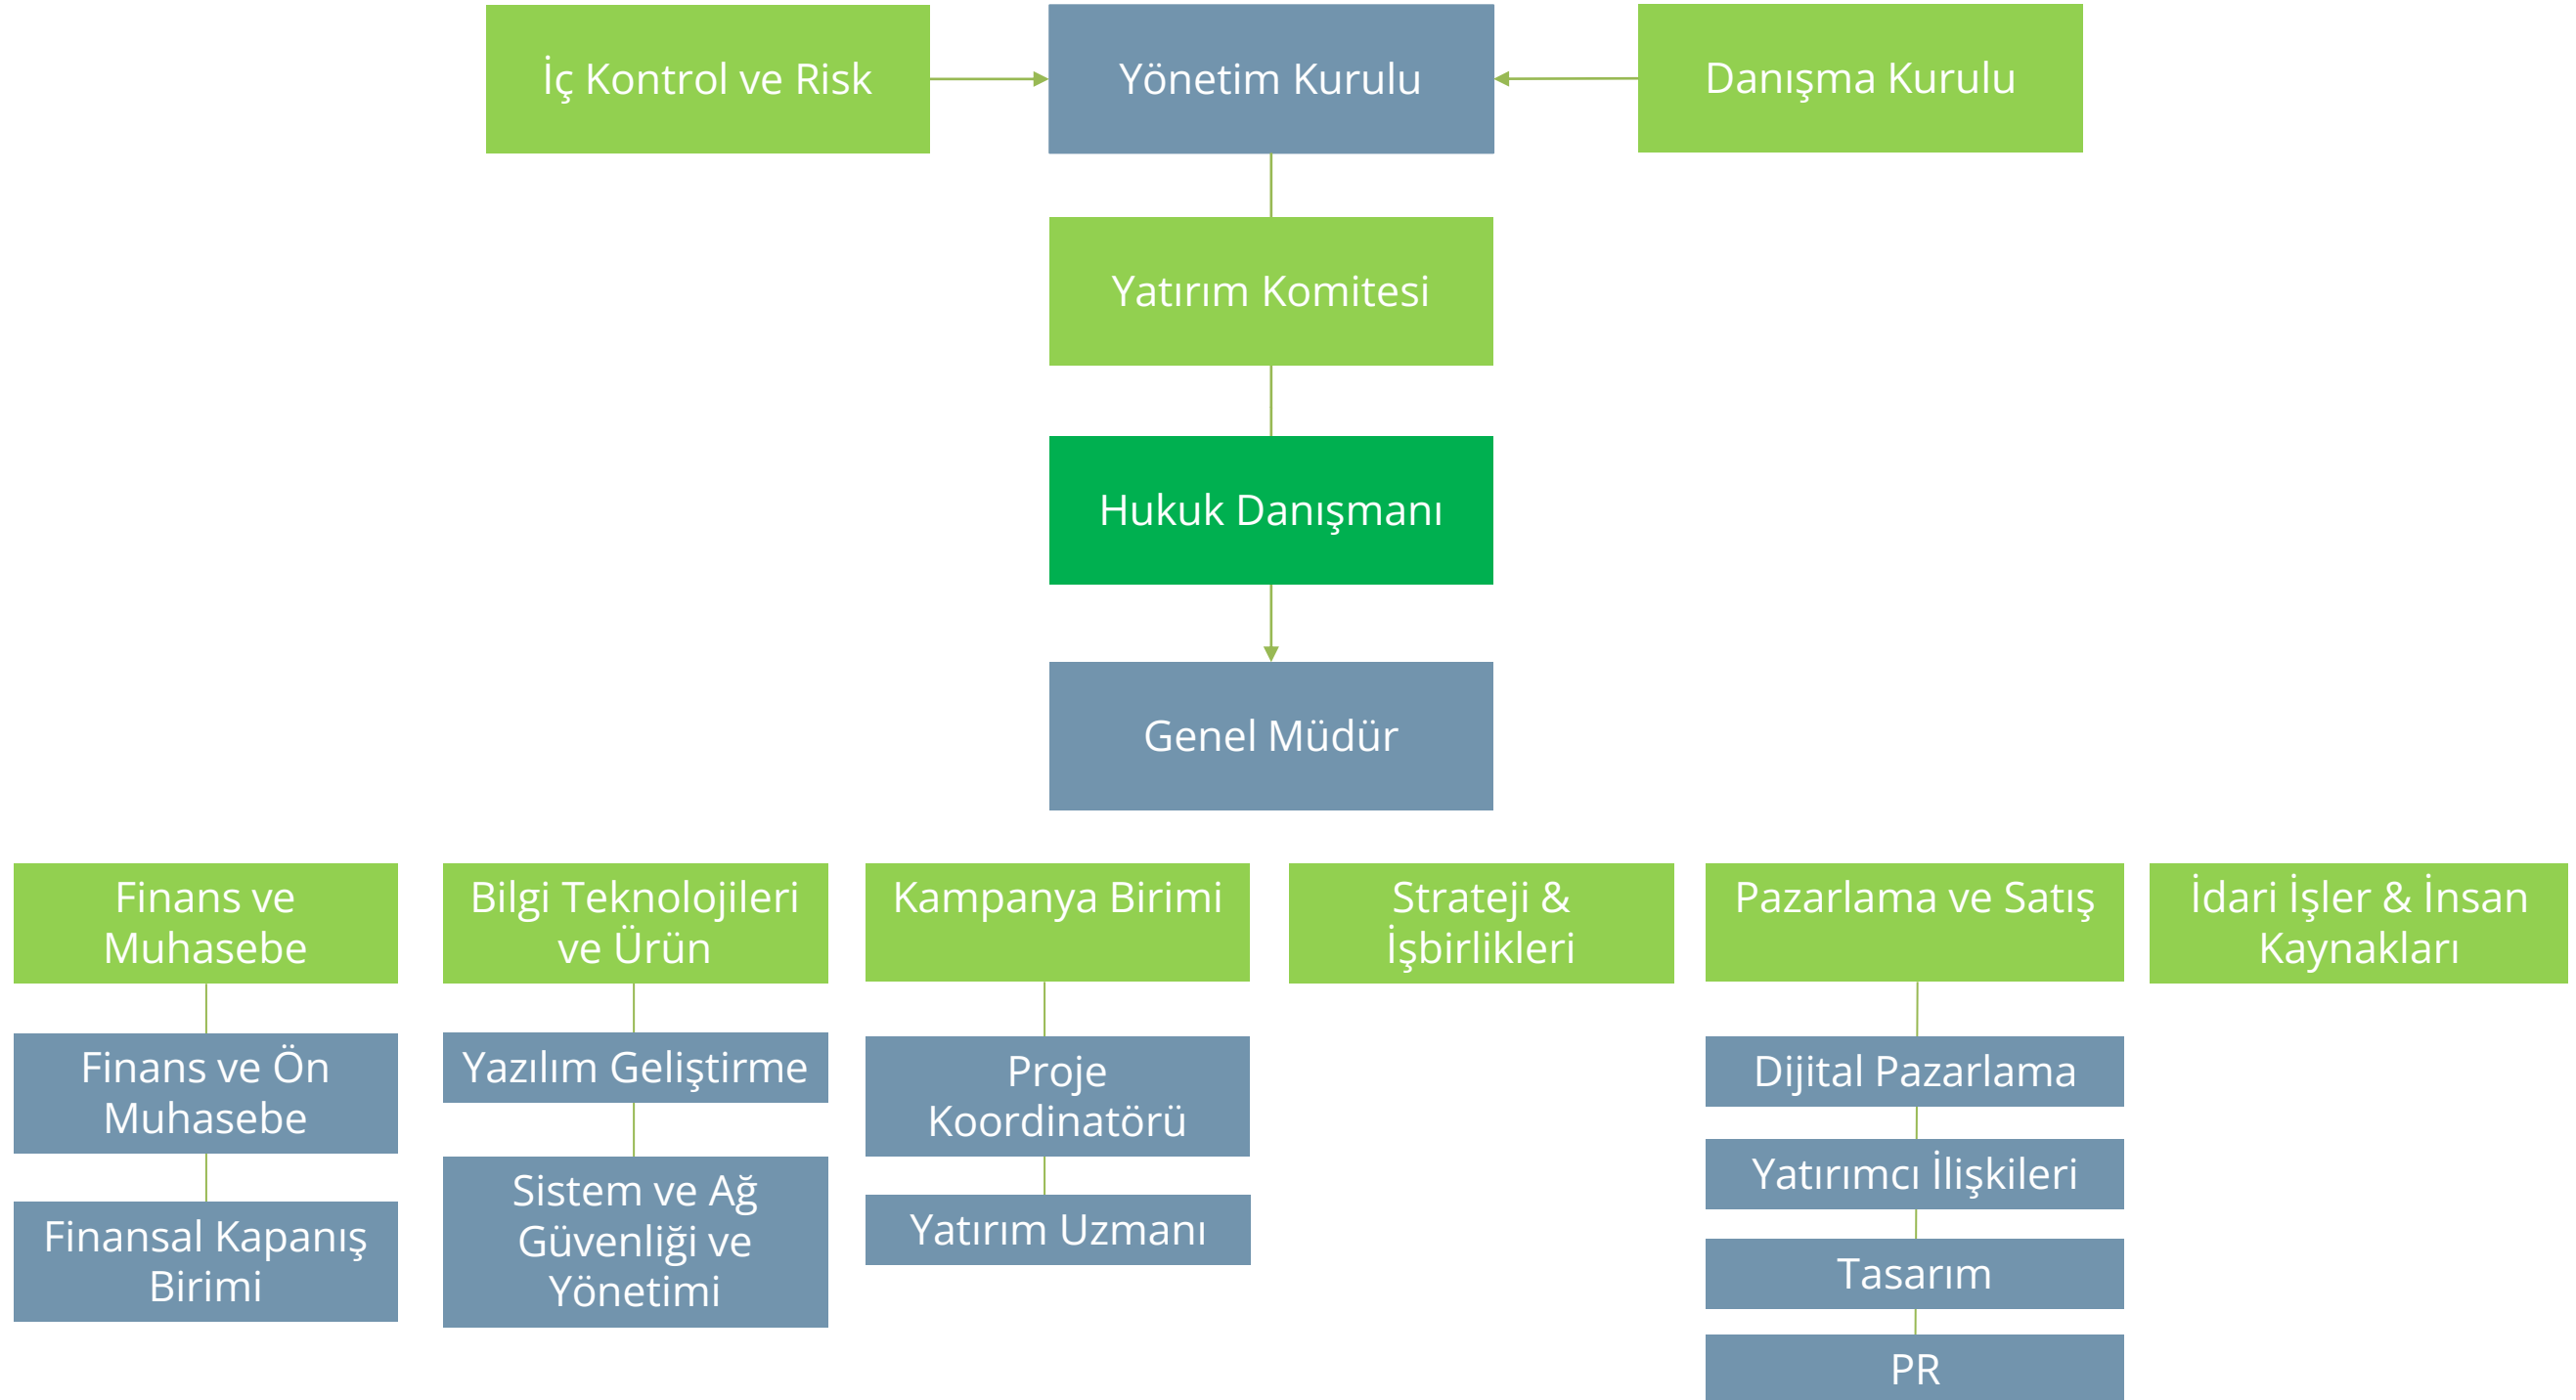 İç Kontrol ve Risk
Yönetim Kurulu
Danışma Kurulu
Yatırım Komitesi
Hukuk Danışmanı
Genel Müdür
Finans ve
Muhasebe
Bilgi Teknolojileri
ve Ürün
Kampanya Birimi
Strateji &
İşbirlikleri
Pazarlama ve Satış
İdari İşler & İnsan
Kaynakları
Finans ve Ön
Muhasebe
Finansal Kapanış
Birimi
Yazılım Geliştirme
Sistem ve Ağ
Güvenliği ve
Yönetimi
Proje
Koordinatörü
Yatırım Uzmanı
Dijital Pazarlama
Yatırımcı İlişkileri
Tasarım
PR